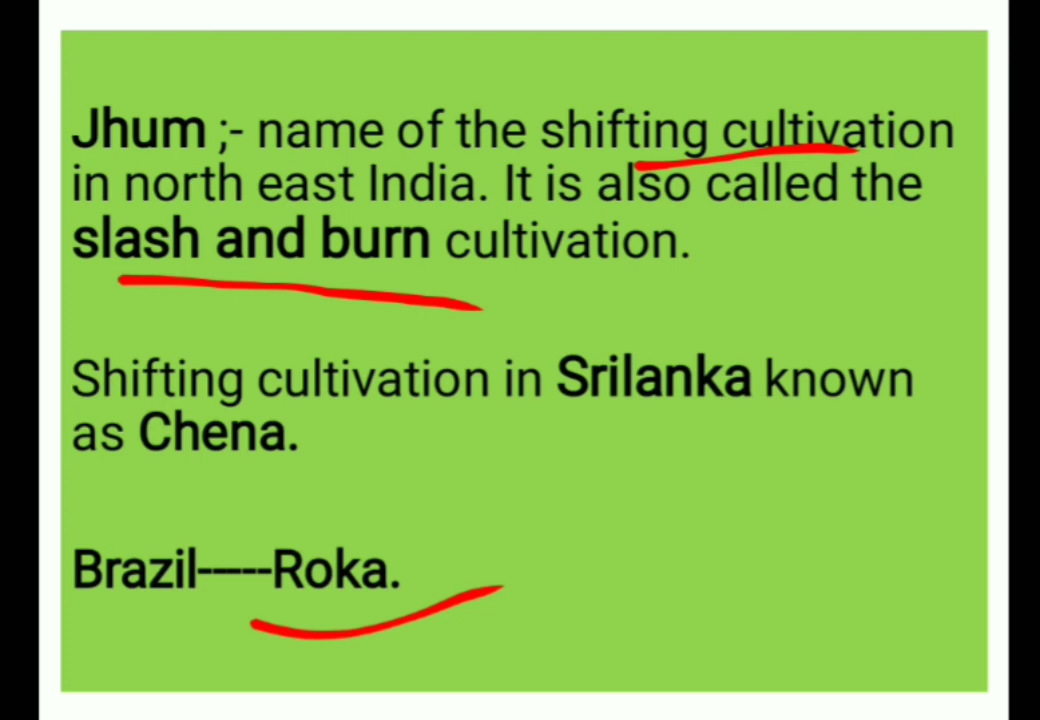 Jhum ;- name of the shifting cultivation
in north east India. It is also called the
slash and burn cultivation.
Shifting cultivation in Srilanka known
as Chena.
Brazil-----Roka.